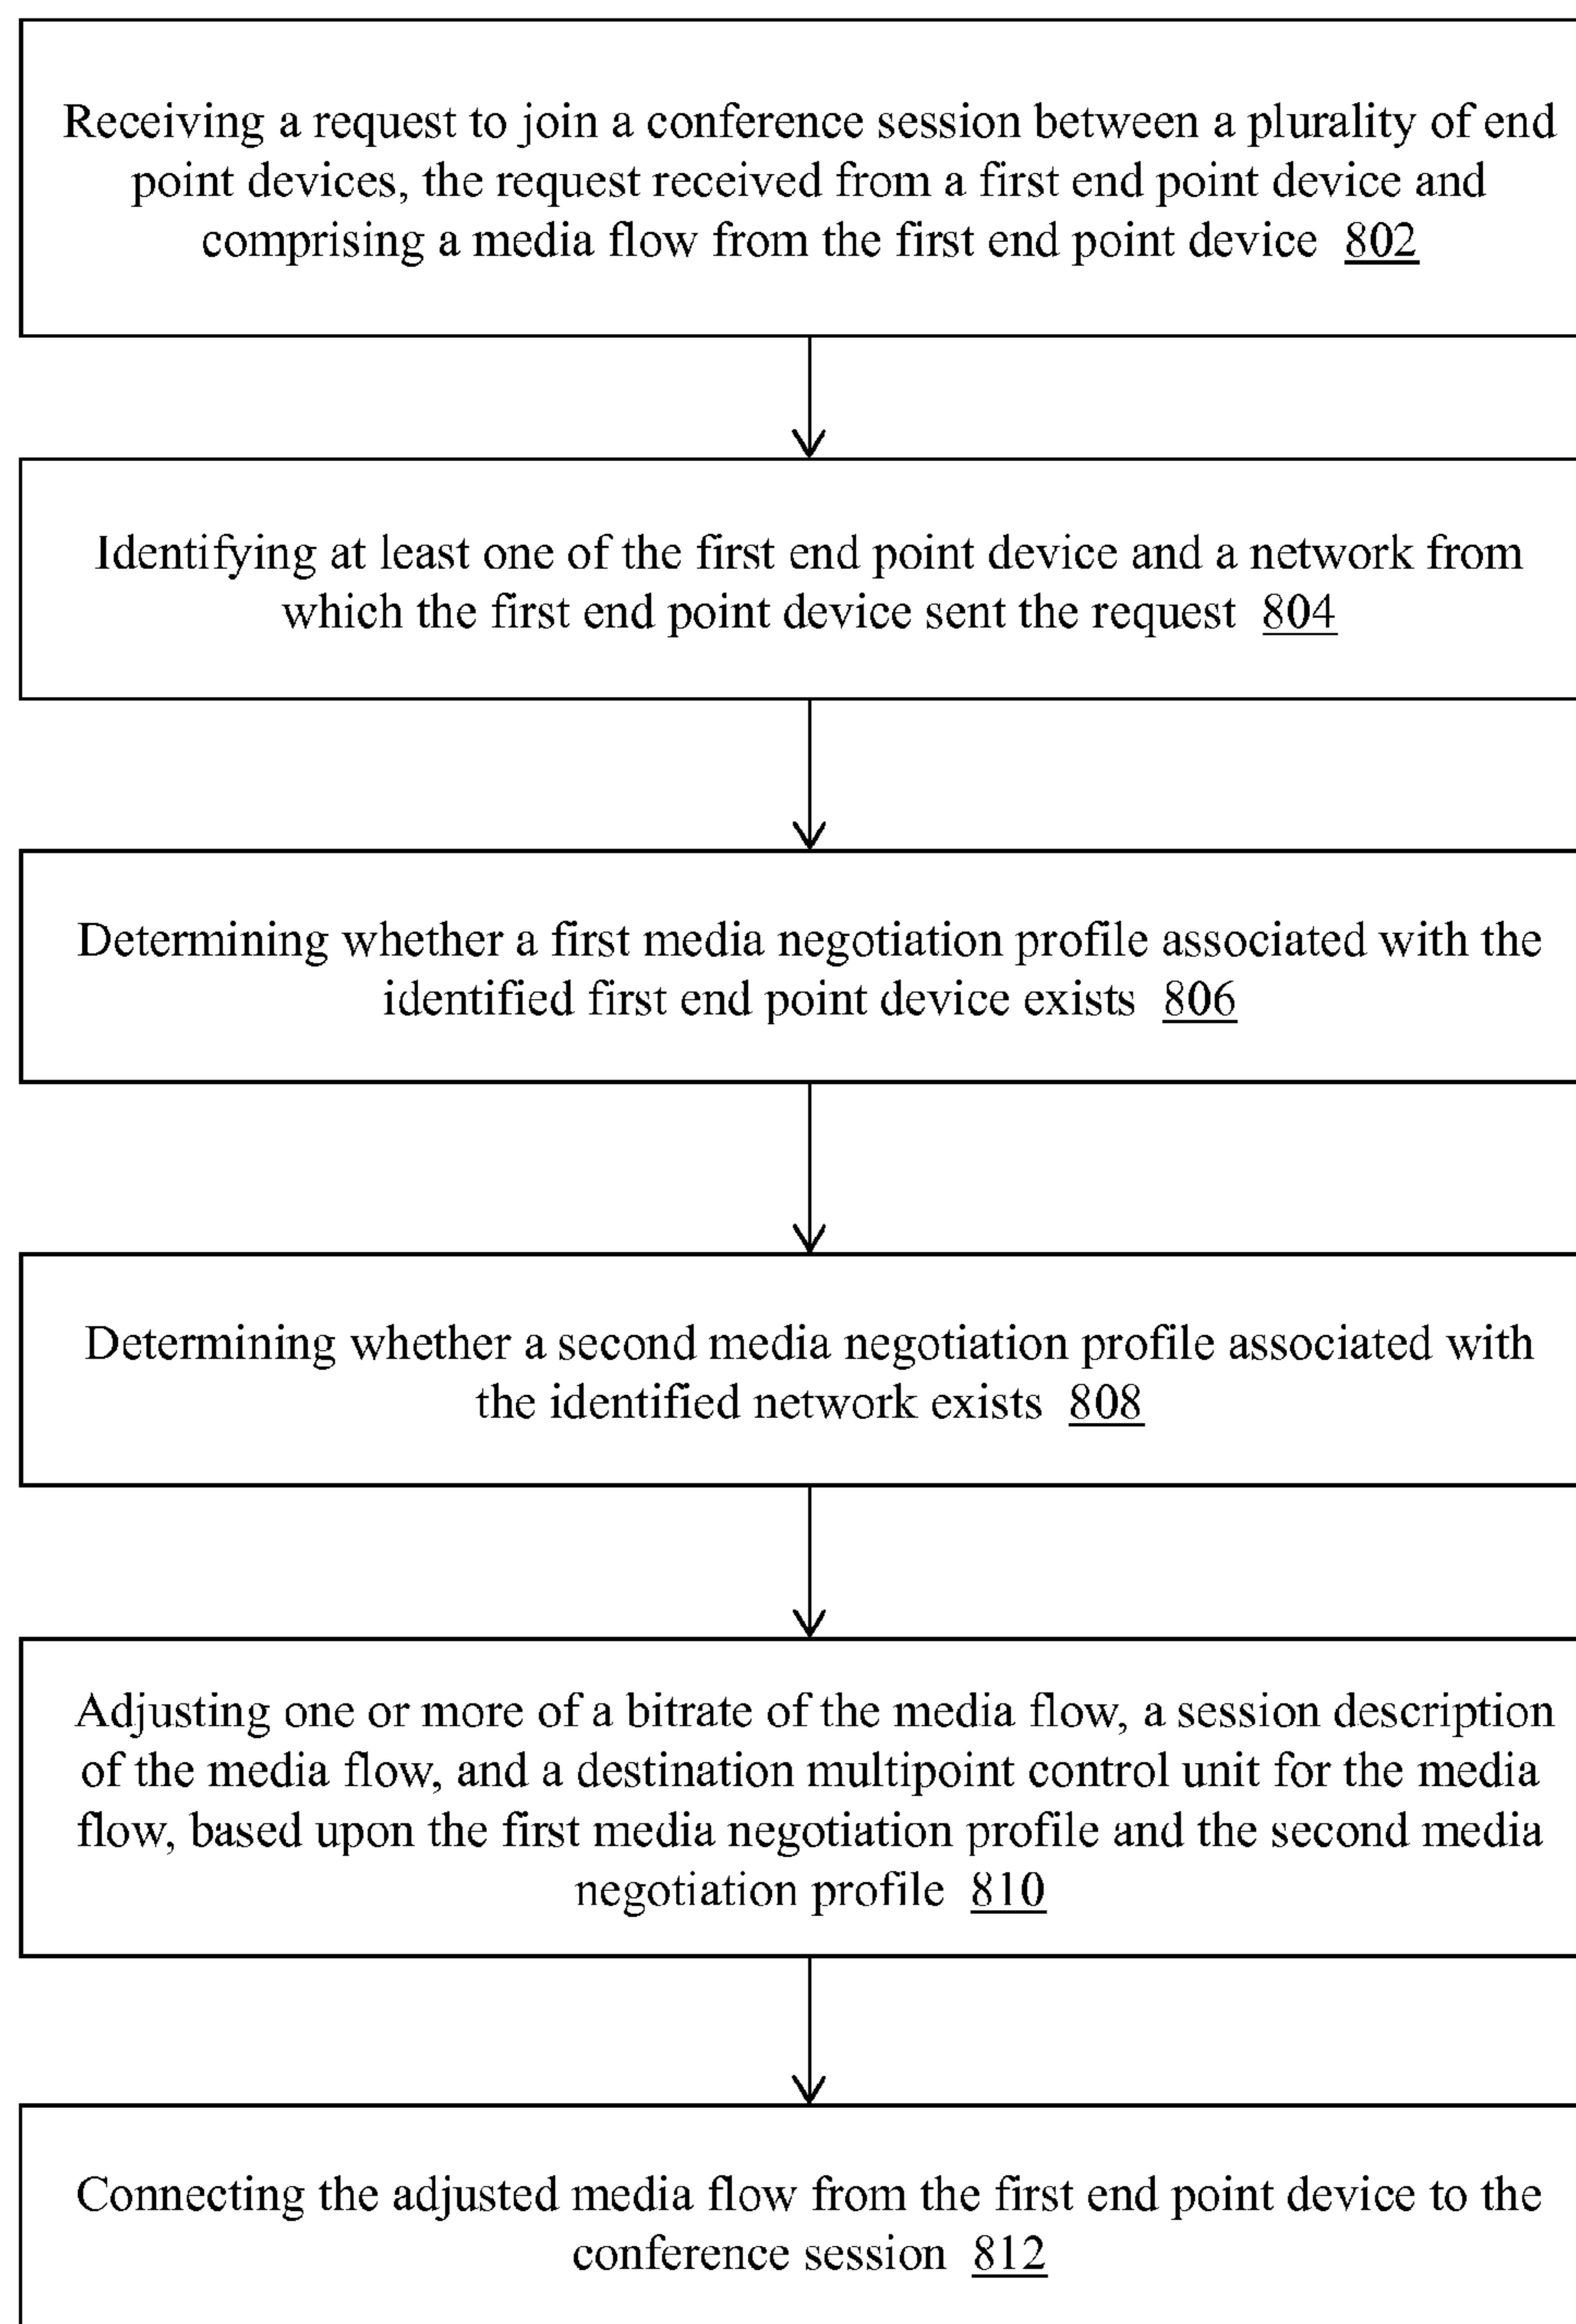 Receiving a request to join a conference session between a plurality of end
point devices, the request received from a first end point device and
comprising a media flow from the first end point device 802
Identifying at least one of the first end point device and a network from
which the first end point device sent the request 804
Determining whether a first media negotiation profile associated with the
identified first end point device exists 806
Determining whether a second media negotiation profile associated with
the identified network exists 808
Adjusting one or more of a bitrate of the media flow, a session description
of the media flow, and a destination multipoint control unit for the media
flow, based upon the first media negotiation profile and the second media
negotiation profile 810
Connecting the adjusted media flow from the first end point device to the
conference session 812